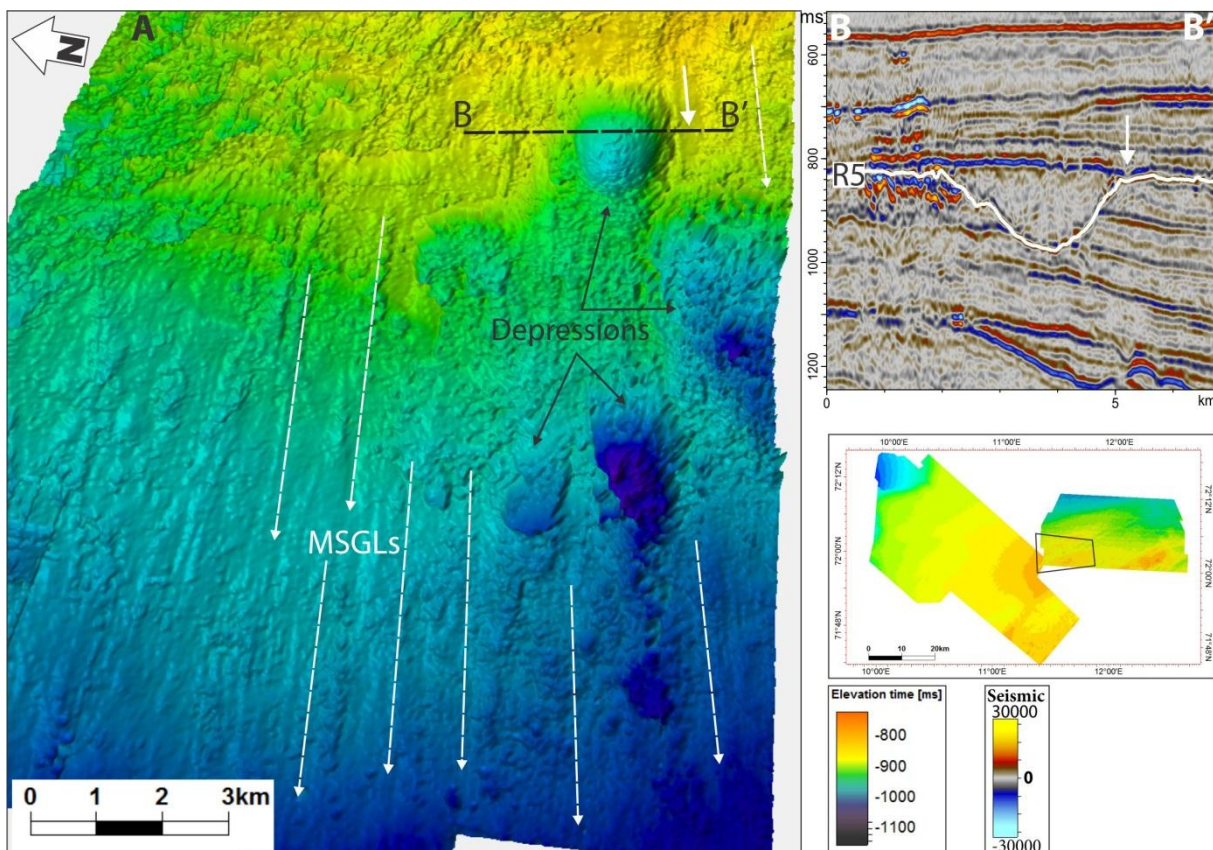 N
A
B
B'
Depressions
MSGLs
0 1 2 3km
ms
B
B'
600
800
R5
1000
1200
0 5 km
10°00'E 11°00'E 12°00'E
72°12'N
72°12'N
72°00'N
72°00'N
71°48'N
71°48'N
0 10 20km
10°00'E 11°00'E 12°00'E
Elevation time [ms]
-800
-900
-1000
-1100
Seismic
30000
0
-30000